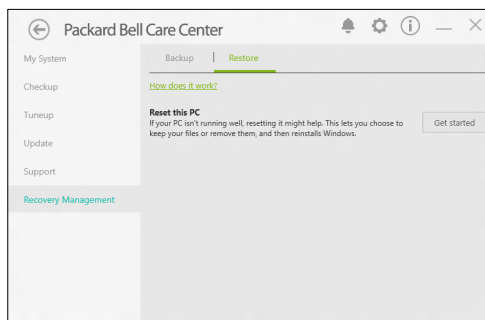 Packard Bell Care Center
My System
Checkup
Tuneup
Update
Support
Recovery Management
Backup
Restore
How does it work?
Reset this PC
If your PC isn't running well, resetting it might help. This lets you choose to
keep your files or remove them, and then reinstalls Windows.
Get started